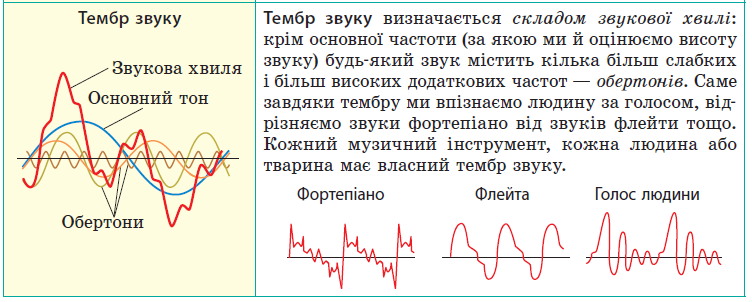 Тембр звуку
Звукова хвиля
Основний тон
Обертони
Тембр звуку визначається складом звукової хвилі:
крім основної частоти (за якою ми й оцінюємо висоту
звуку) будь-який звук містить кілька більш слабких
і більш високих додаткових частот — обертонів. Саме
завдяки тембру ми впізнаємо людину за голосом, від-
різняємо звуки фортепіано від звуків флейти тощо.
Кожний музичний інструмент, кожна людина або
тварина має власний тембр звуку.
Фортепіано Флейта Голос людини